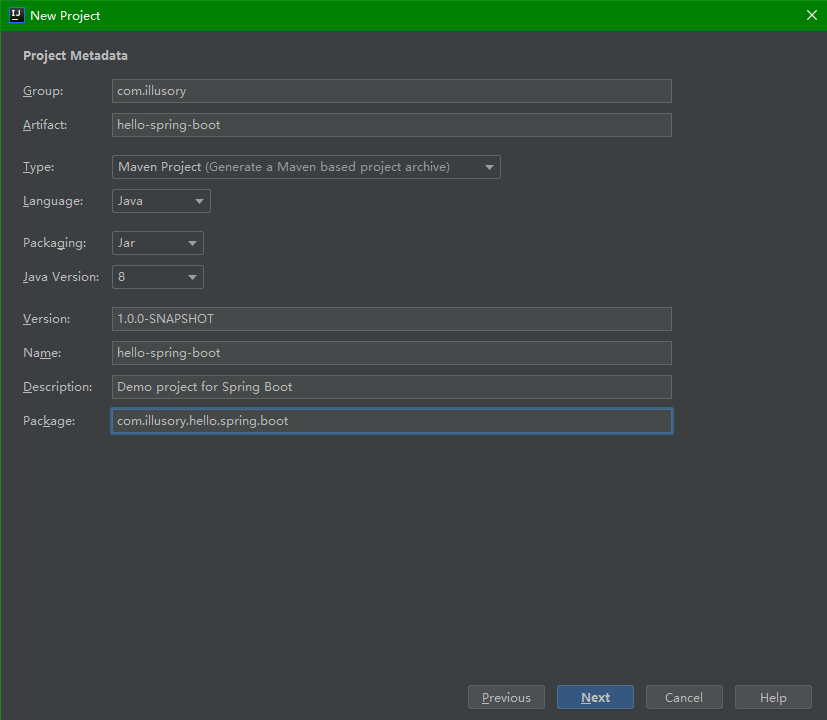 New Project
Project Metadata
Group: com.illusory
Artifact: hello-spring-boot
Type: Maven Project (Generate a Maven based project archive)
Language: Java
Packaging: Jar
Java Version: 8
Version: 1.0.0-SNAPSHOT
Name: hello-spring-boot
Description: Demo project for Spring Boot
Package: com.illusory.hello.spring.boot
Previous Next Cancel Help